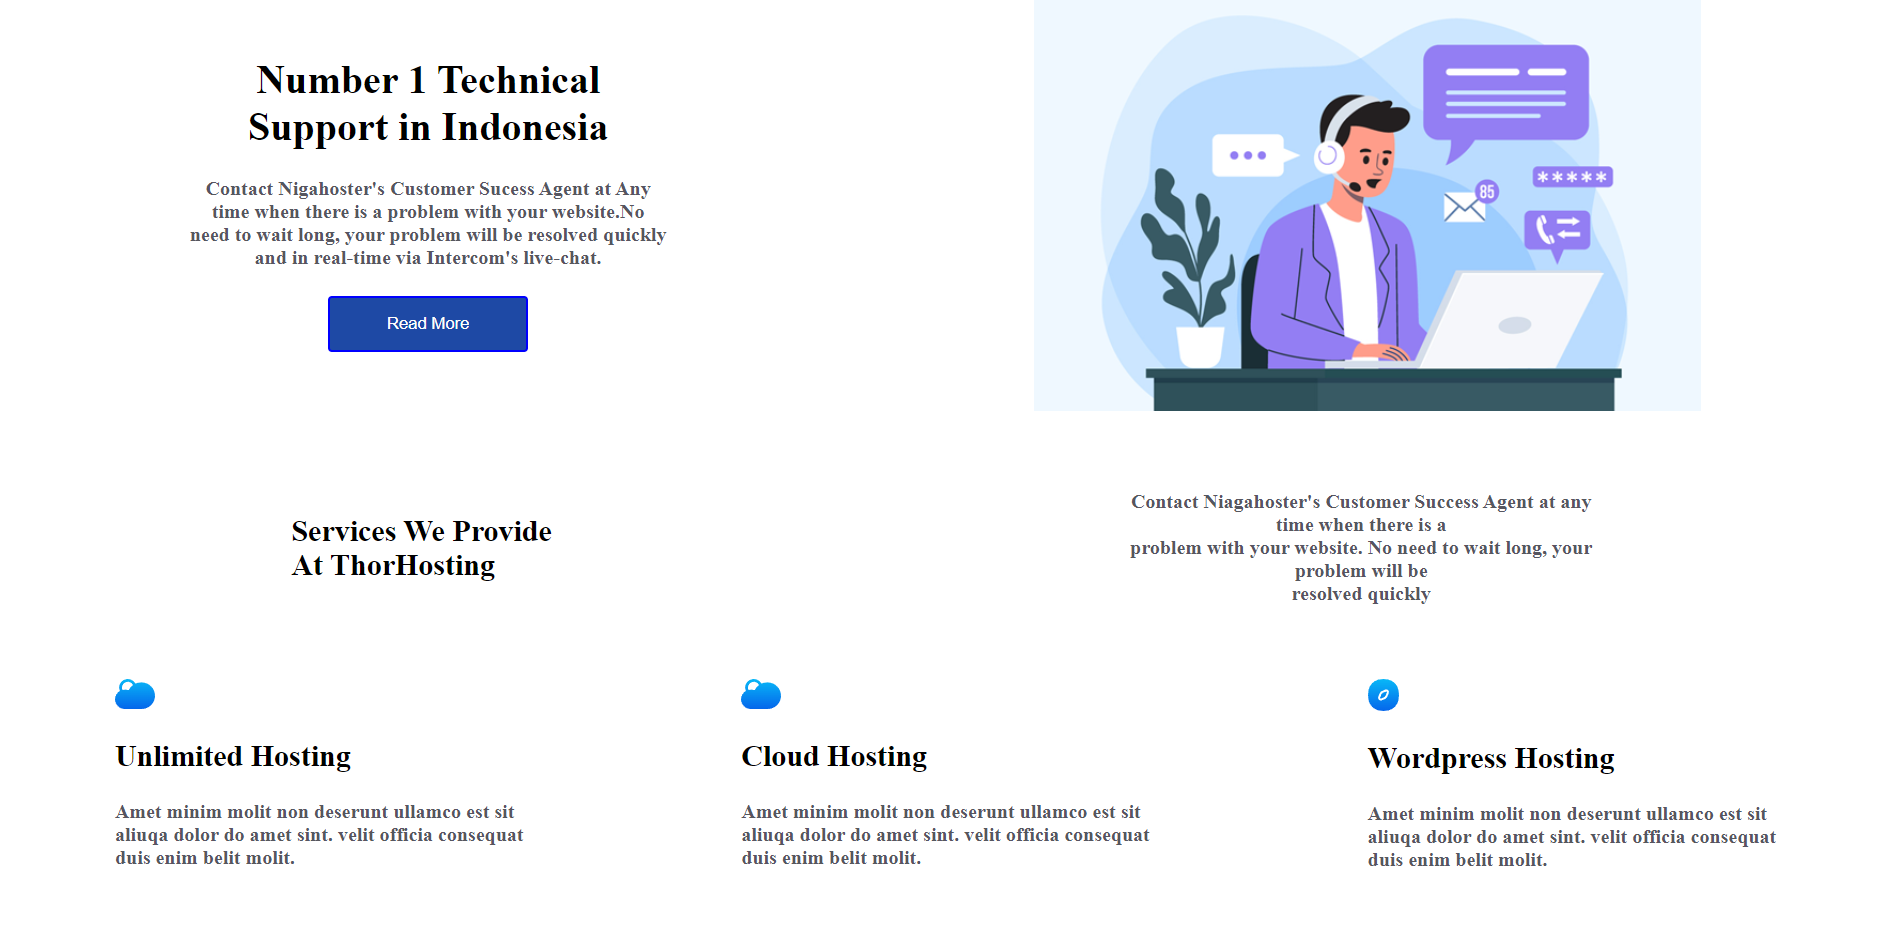 Number 1 Technical
Support in Indonesia
Contact Nigahoster's Customer Sucess Agent at Any
time when there is a problem with your website.No
need to wait long, your problem will be resolved quickly
and in real-time via Intercom's live-chat.
Read More
85
*****
Services We Provide
At ThorHosting
Contact Niagahoster's Customer Success Agent at any
time when there is a
problem with your website. No need to wait long, your
problem will be
resolved quickly
Unlimited Hosting
Amet minim molit non deserunt ullamco est sit
aliuqa dolor do amet sint. velit officia consequat
duis enim belit molit.
Cloud Hosting
Amet minim molit non deserunt ullamco est sit
aliuqa dolor do amet sint. velit officia consequat
duis enim belit molit.
Wordpress Hosting
Amet minim molit non deserunt ullamco est sit
aliuqa dolor do amet sint. velit officia consequat
duis enim belit molit.